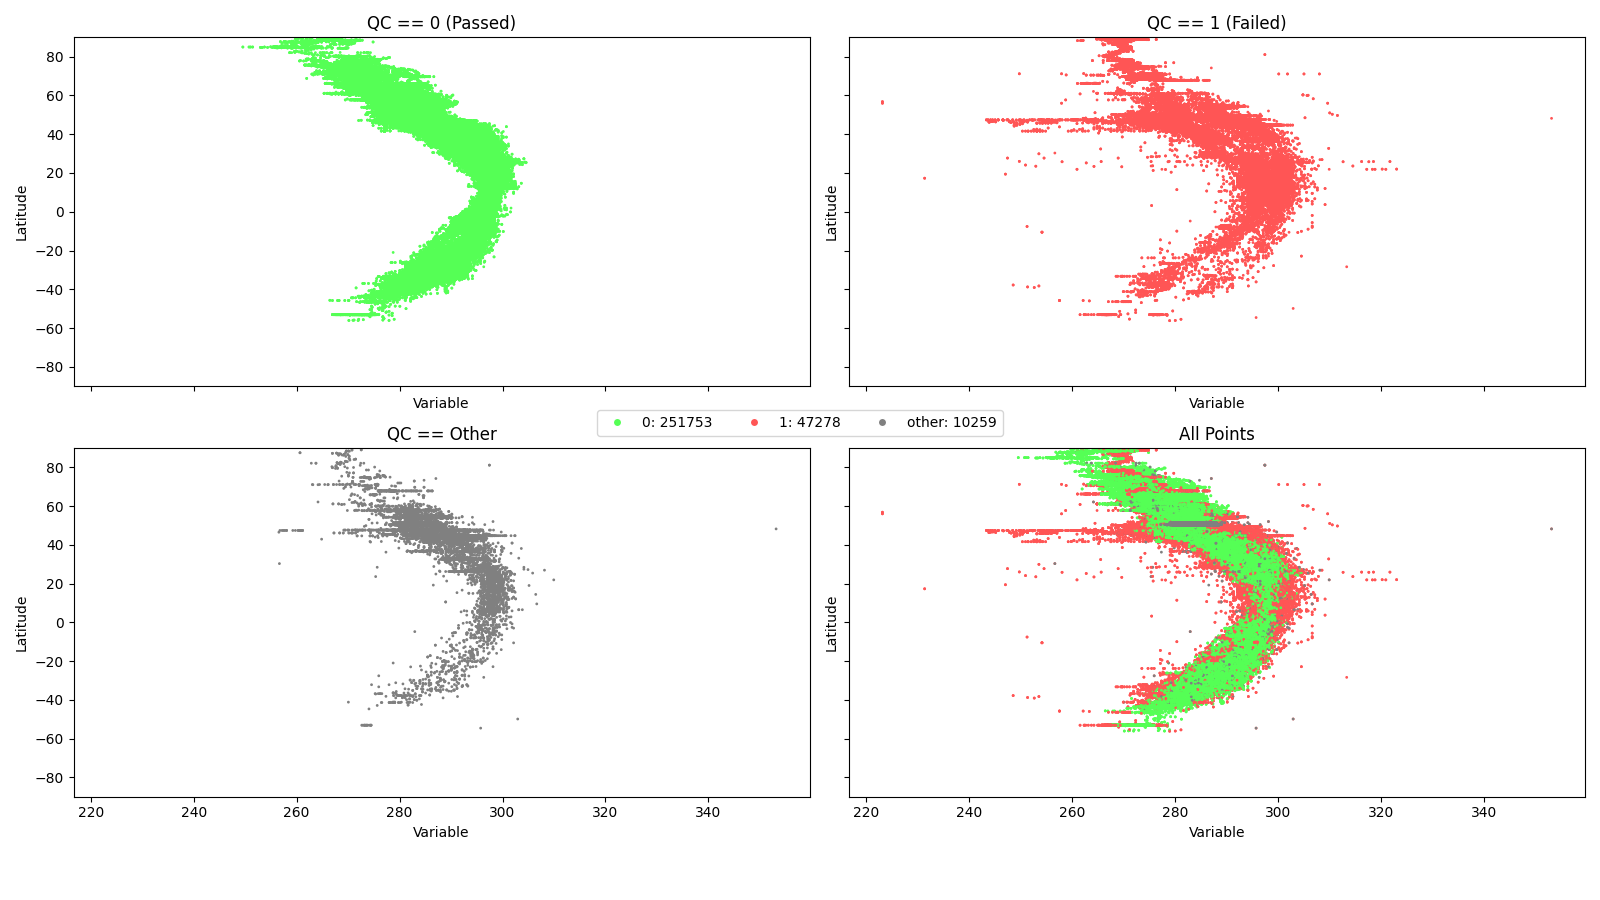 QC == 0 (Passed)
QC == 1 (Failed)
80
60
40
20
0
−20
−40
−60
−80
Latitude
Latitude
Variable
Variable
0: 251753
1: 47278
other: 10259
QC == Other
All Points
80
60
40
20
0
−20
−40
−60
−80
Latitude
Latitude
220 240 260 280 300 320 340
220 240 260 280 300 320 340
Variable
Variable